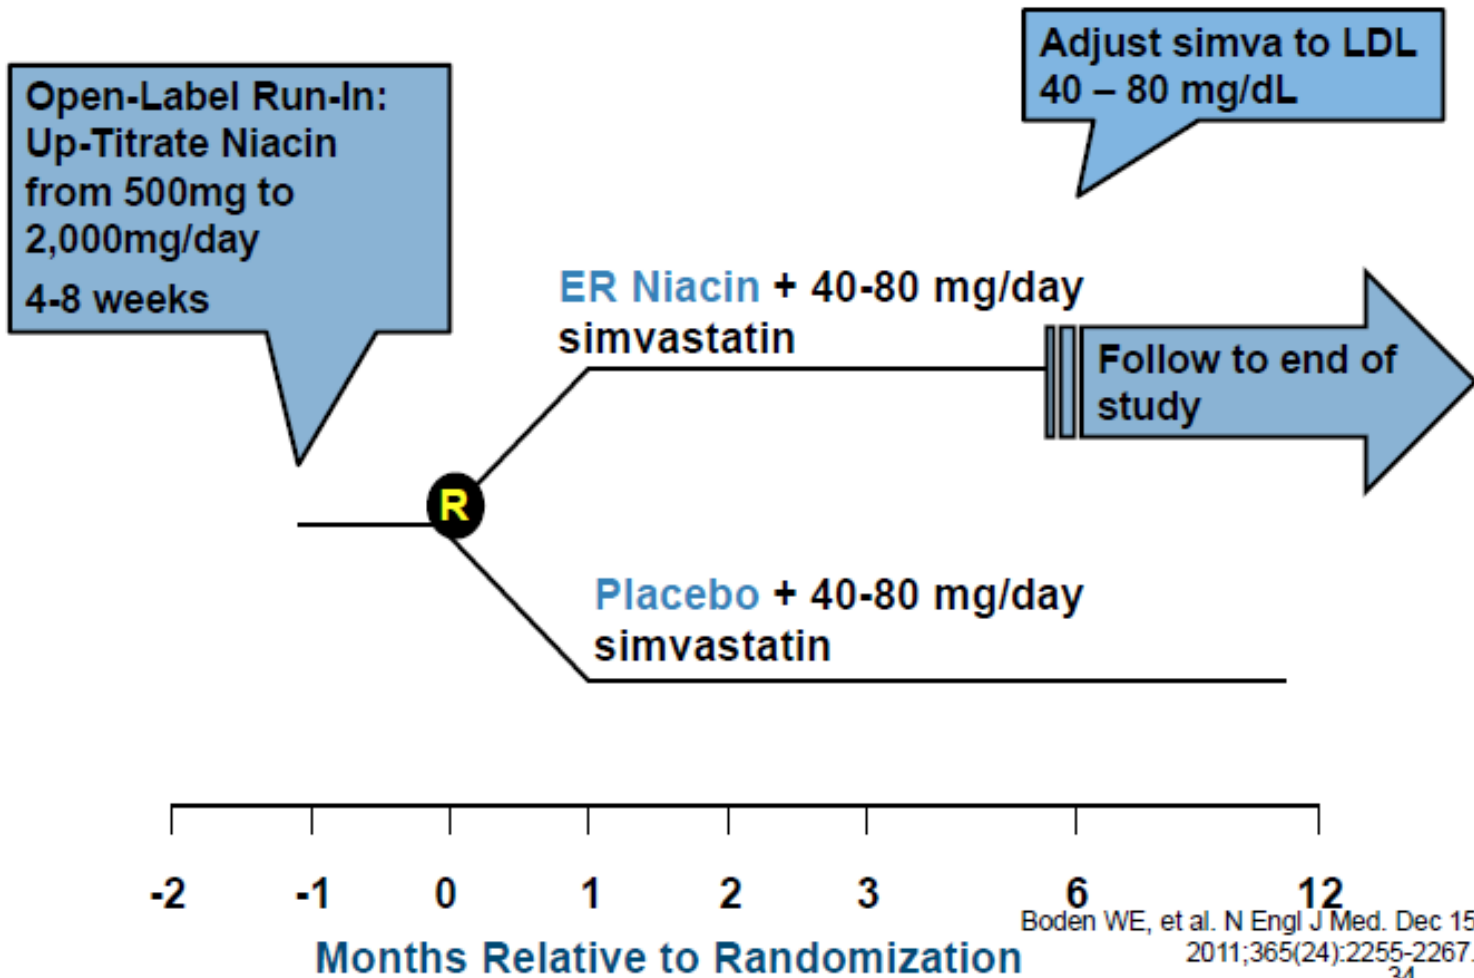 Open-Label Run-In:
Up-Titrate Niacin
from 500mg to
2,000mg/day
4-8 weeks
Adjust simva to LDL
40 – 80 mg/dL
ER Niacin + 40-80 mg/day
simvastatin
Follow to end of
study
R
Placebo + 40-80 mg/day
simvastatin
-2 -1 0 1 2 3 6 12
Months Relative to Randomization
Boden WE, et al. N Engl J Med. Dec 15
2011;365(24):2255-2267.
34